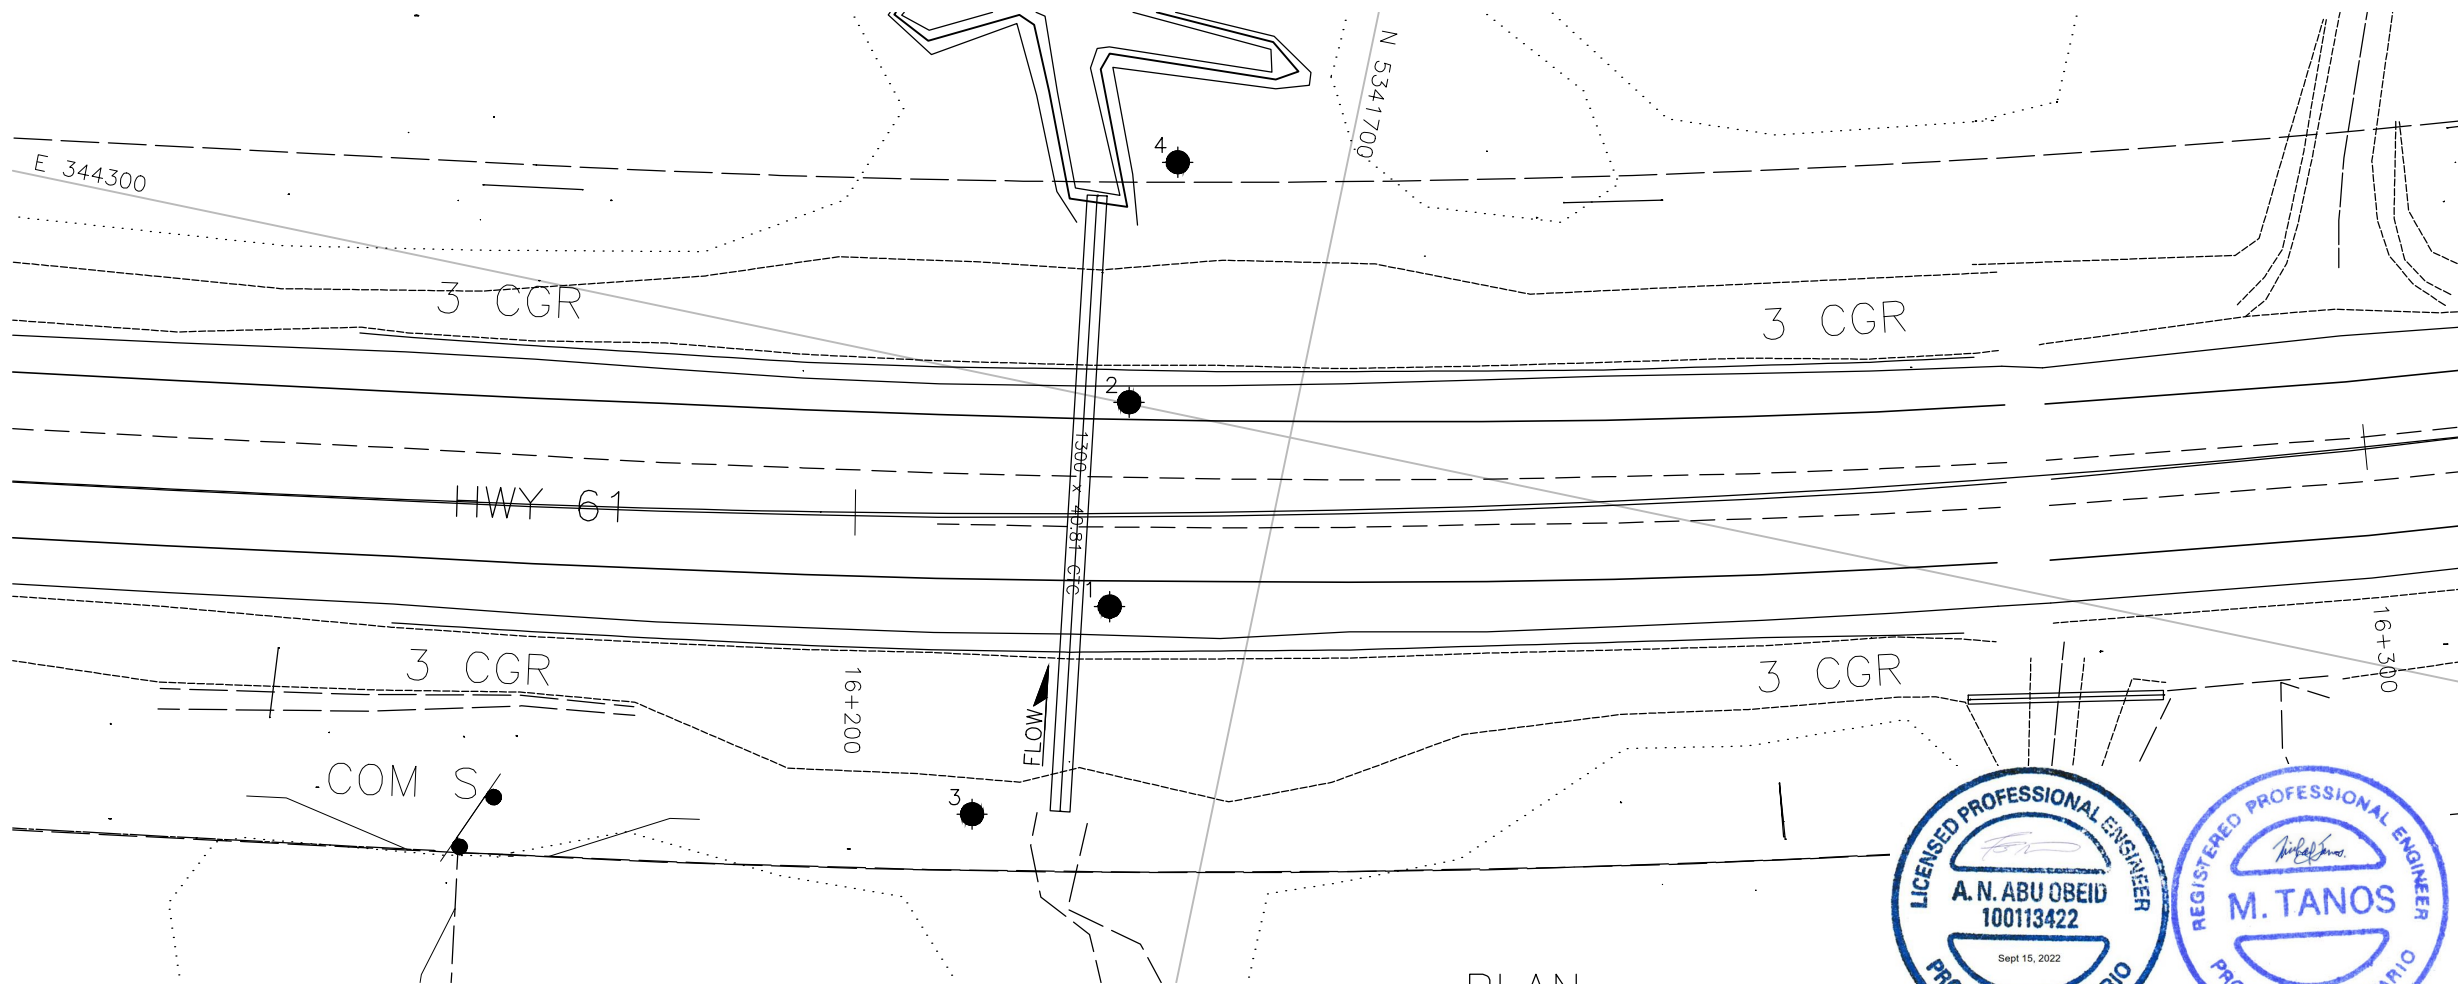 N 5341700
E 344300
4
3 CGR
3 CGR
2
1300 x 40.81 CTC
HWY 61
1
16+300
3 CGR
3 CGR
16+200
FLOW
COM S
3
LICENSED PROFESSIONAL ENGINEER
A. N. ABU OBEID
100113422
Sept 15, 2022
REGISTERED PROFESSIONAL ENGINEER
M. TANOS
PLAN